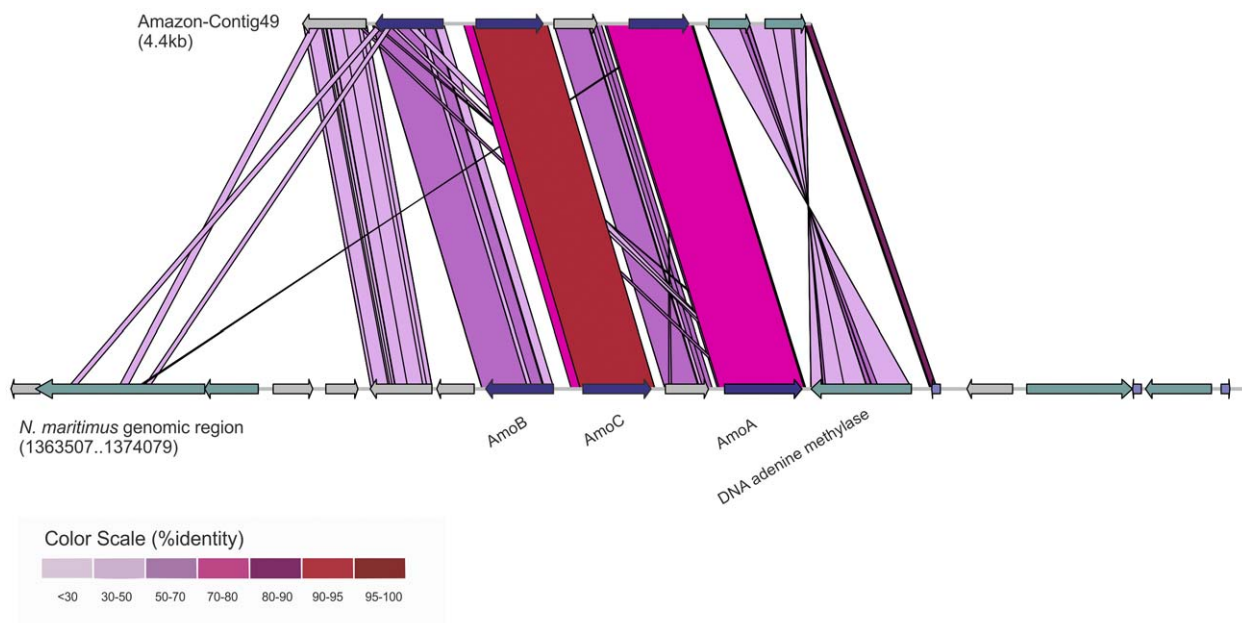 Amazon-Contig49
(4.4kb)
N. maritimus genomic region
(1363507..1374079)
AmoB
AmoC
AmoA
DNA adenine methylase
Color Scale (%identity)
<30 30-50 50-70 70-80 80-90 90-95 95-100